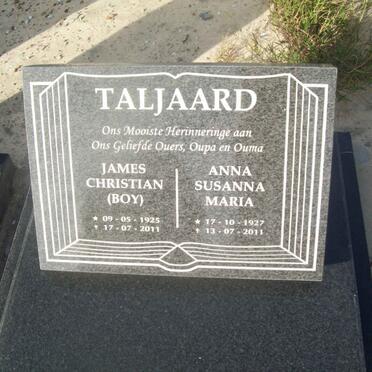 TALJAARD
Ons Mooiste Herinneringe aan
Ons Geliefde Ouers, Oupa en Ouma
JAMES
CHRISTIAN
(BOY)
★ 09 - 05 - 1925
✝ 17 - 07 - 2011
ANNA
SUSANNA
MARIA
★ 17 - 10 - 1927
✝ 13 - 07 - 2011